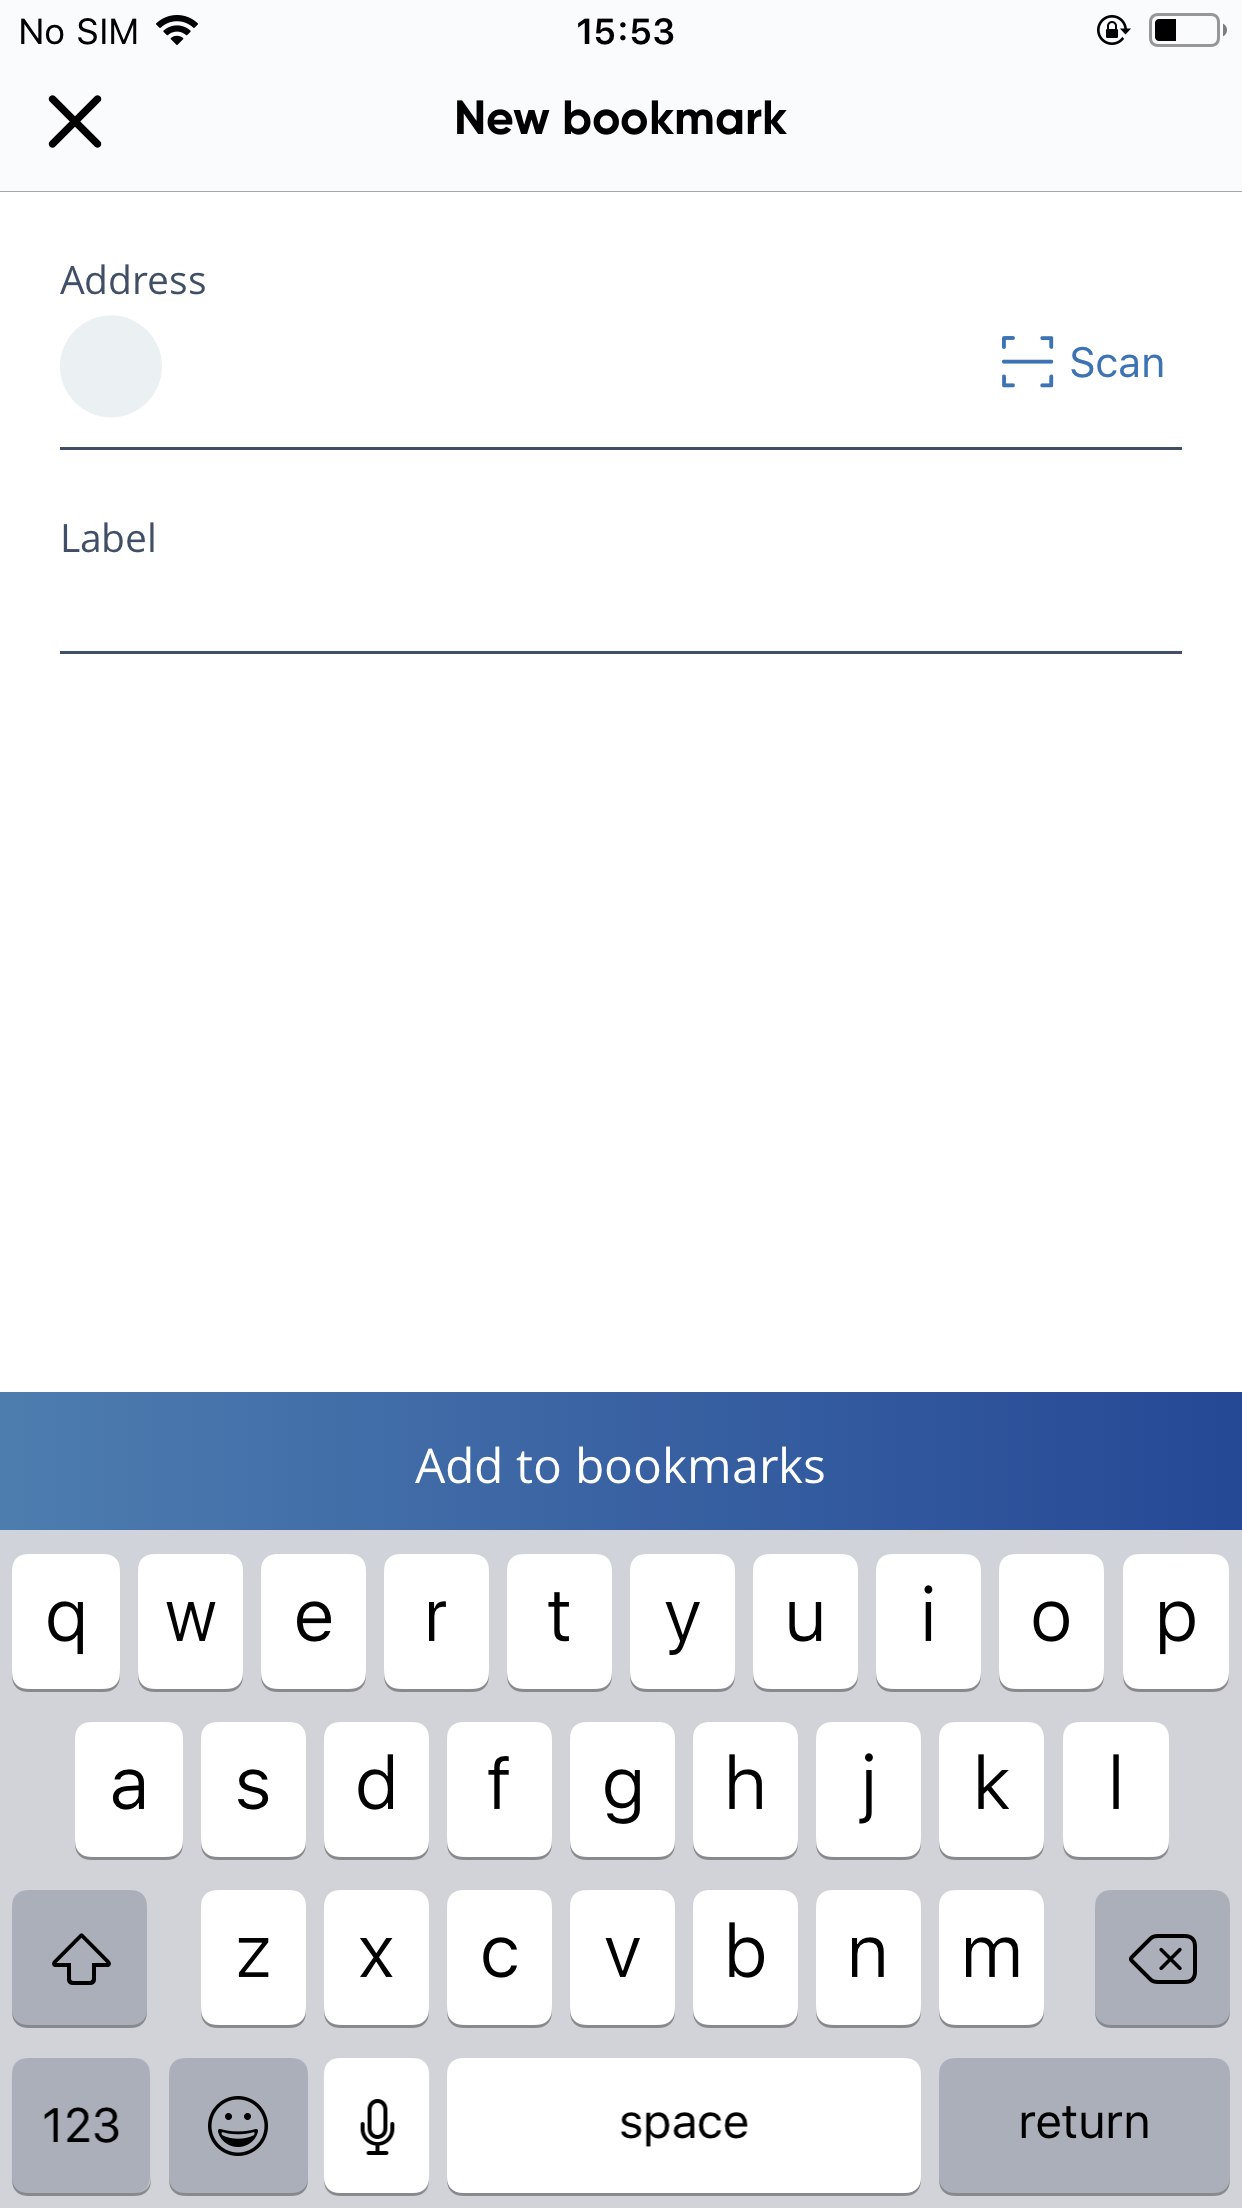 No SIM 15:53
New bookmark
Address
Scan
Label
Add to bookmarks
q w e r t y u i o p
a s d f g h j k l
z x c v b n m
123 space return